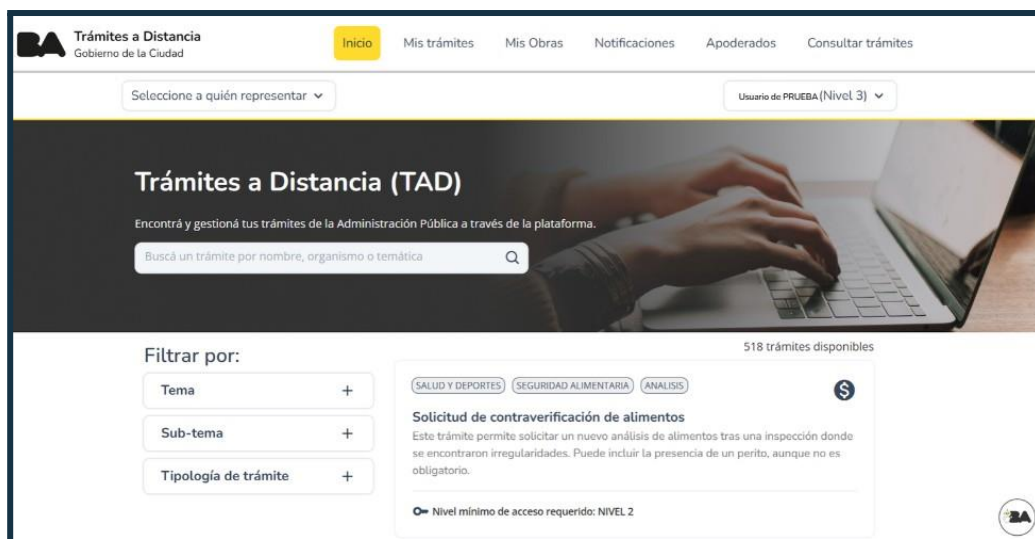 BA
Trámites a Distancia
Gobierno de la Ciudad
Inicio
Mis trámites
Mis Obras
Notificaciones
Apoderados
Consultar trámites
Seleccione a quién representar
Usuario de PRUEBA (Nivel 3)
Trámites a Distancia (TAD)
Encontrá y gestioná tus trámites de la Administración Pública a través de la plataforma.
Buscá un trámite por nombre, organismo o temática
518 trámites disponibles
Filtrar por:
Tema +
Sub-tema +
Tipología de trámite +
SALUD Y DEPORTES SEGURIDAD ALIMENTARIA ANALISIS
$
Solicitud de contraverificación de alimentos
Este trámite permite solicitar un nuevo análisis de alimentos tras una inspección donde
se encontraron irregularidades. Puede incluir la presencia de un perito, aunque no es
obligatorio.
Nivel mínimo de acceso requerido: NIVEL 2
BA